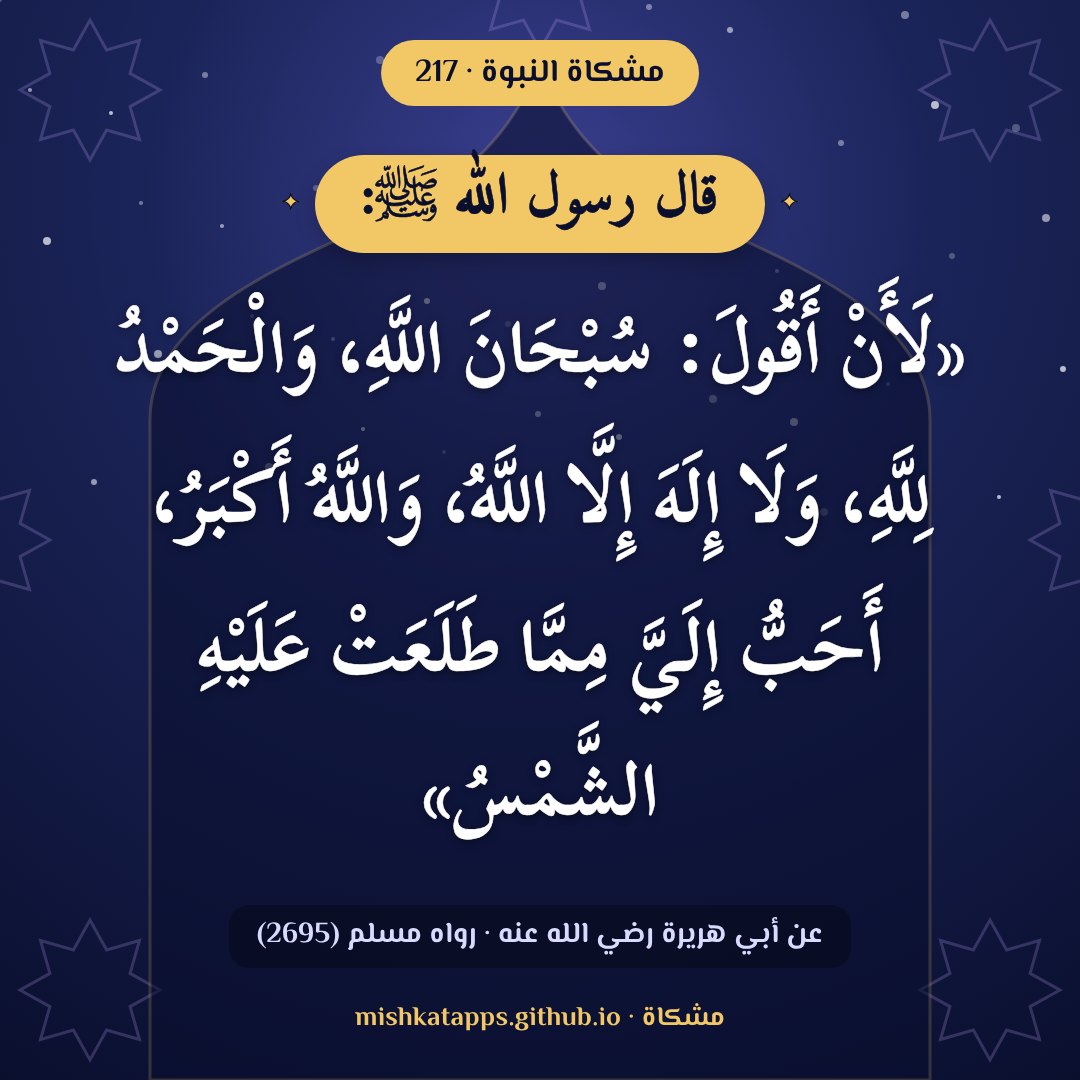 مشكاة النبوة · 217
قال رسول الله ﷺ:
«لَأَنْ أَقُولَ: سُبْحَانَ اللَّهِ، وَالْحَمْدُ
لِلَّهِ، وَلَا إِلَهَ إِلَّا اللَّهُ، وَاللَّهُ أَكْبَرُ،
أَحَبُّ إِلَيَّ مِمَّا طَلَعَتْ عَلَيْهِ
الشَّمْسُ»
عن أبي هريرة رضي الله عنه · رواه مسلم (2695)
مشكاة · mishkatapps.github.io